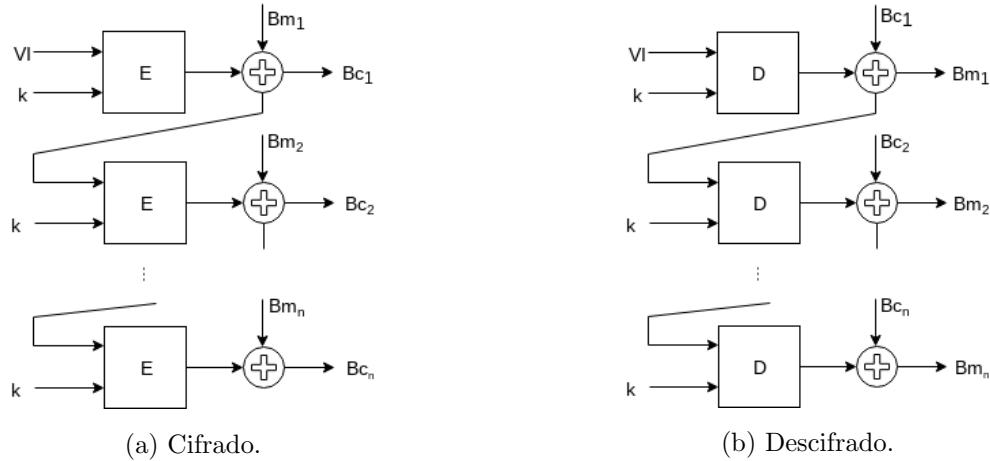 Bm1
VI
E
Bc1
k
Bm2
E
Bc2
k
Bmn
E
Bcn
k
(a) Cifrado.
Bc1
VI
D
Bm1
k
Bc2
D
Bm2
k
Bcn
D
Bmn
k
(b) Descifrado.